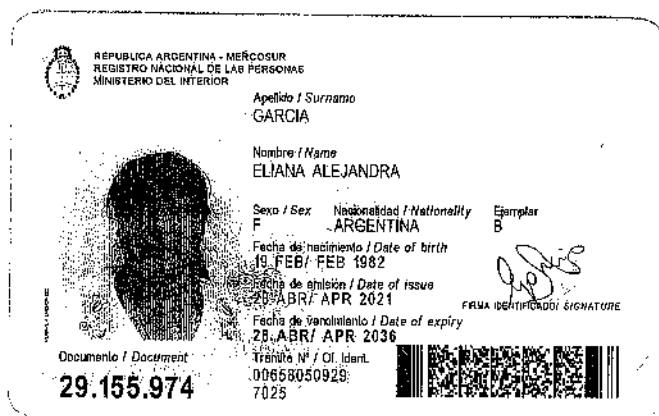 REPUBLICA ARGENTINA - MERCOSUR
REGISTRO NACIONAL DE LAS PERSONAS
MINISTERIO DEL INTERIOR
Apellido / Surname
GARCIA
Nombre / Name
ELIANA ALEJANDRA
Sexo / Sex Nacionalidad / Nationality Ejemplar
F ARGENTINA B
Fecha de nacimiento / Date of birth
19 FEB/ FEB 1982
Fecha de emisión / Date of issue
ABR/ APR 2021
FIRMA IDENTIFICADO/ SIGNATURE
Fecha de vencimiento / Date of expiry
ABR/ APR 2036
Documento / Document
29.155.974
Trámite Nº / Of. Ident.
00658050929
7025